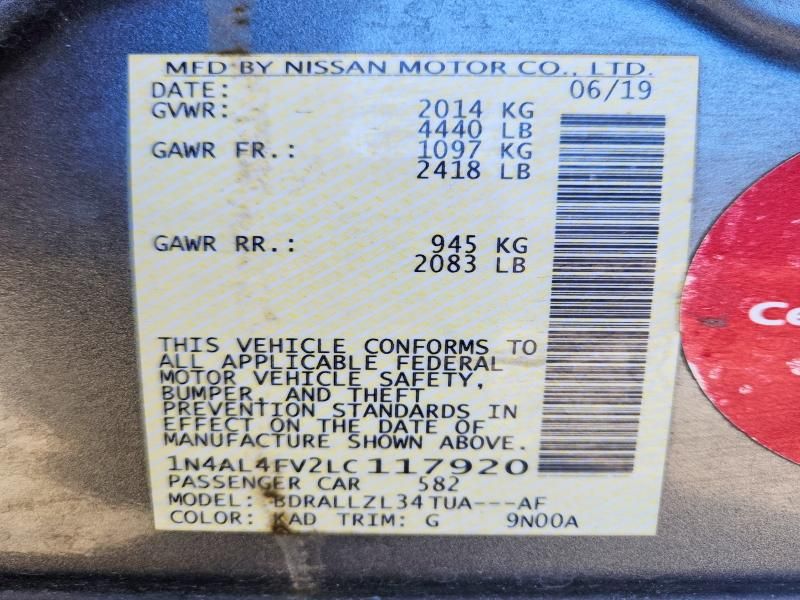 MFD BY NISSAN MOTOR CO., LTD.
DATE: 06/19
GVWR: 2014 KG
4440 LB
GAWR FR.: 1097 KG
2418 LB
GAWR RR.: 945 KG
2083 LB
THIS VEHICLE CONFORMS TO
ALL APPLICABLE FEDERAL
MOTOR VEHICLE SAFETY,
BUMPER, AND THEFT
PREVENTION STANDARDS IN
EFFECT ON THE DATE OF
MANUFACTURE SHOWN ABOVE.
1N4AL4FV2LC117920
PASSENGER CAR 582
MODEL: BDRALLZL34TUA---AF
COLOR: KAD TRIM: G 9N00A